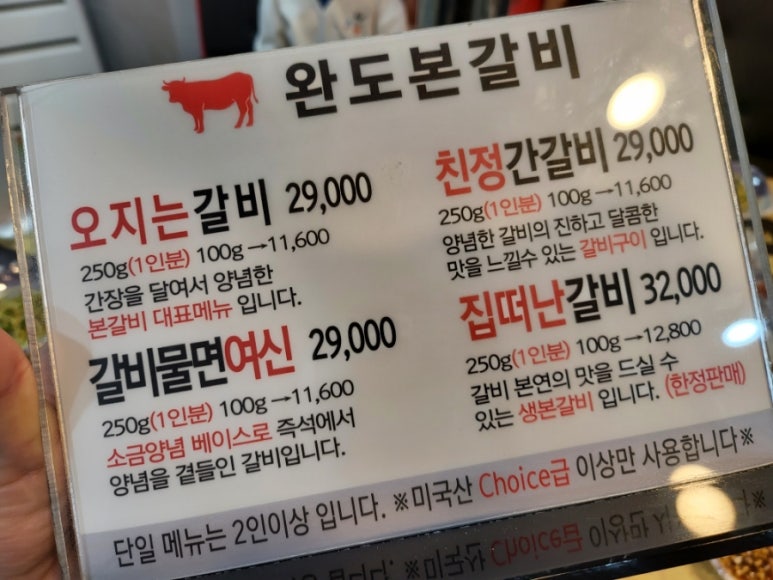 완도본갈비
오지는갈비 29,000
250g(1인분) 100g→11,600
간장을 달여서 양념한
본갈비 대표메뉴 입니다.
갈비물면여신 29,000
250g(1인분) 100g→11,600
소금양념 베이스로 즉석에서
양념을 곁들인 갈비입니다.
친정간갈비 29,000
250g(1인분) 100g→11,600
양념한 갈비의 진하고 달콤한
맛을 느낄수 있는 갈비구이 입니다.
집떠난갈비 32,000
250g(1인분) 100g→12,800
갈비 본연의 맛을 드실 수
있는 생본갈비 입니다. (한정판매)
단일 메뉴는 2인이상 입니다. ※미국산 Choice급 이상만 사용합니다※